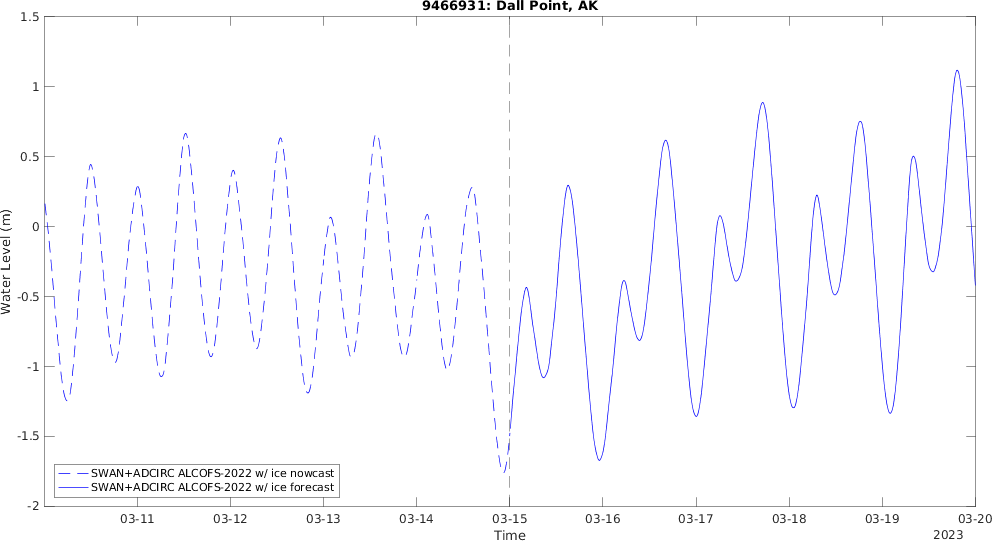 9466931: Dall Point, AK
1.5
1
0.5
0
-0.5
-1
-1.5
-2
Water Level (m)
SWAN+ADCIRC ALCOFS-2022 w/ ice nowcast
SWAN+ADCIRC ALCOFS-2022 w/ ice forecast
03-11 03-12 03-13 03-14 03-15 03-16 03-17 03-18 03-19 03-20
Time
2023